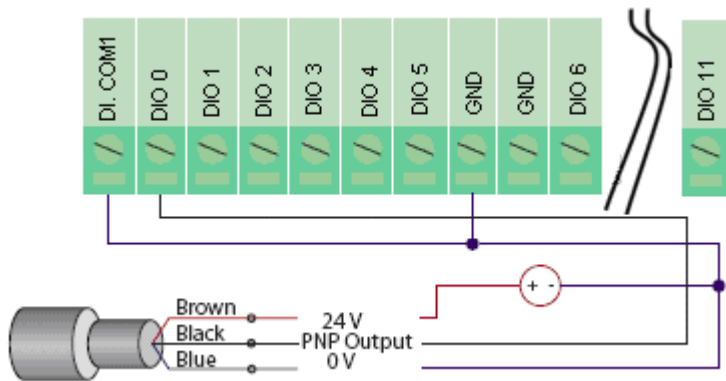 DI. COM1
DIO 0
DIO 1
DIO 2
DIO 3
DIO 4
DIO 5
GND
GND
DIO 6
DIO 11
+ -
Brown
24 V
Black
PNP Output
Blue
0 V